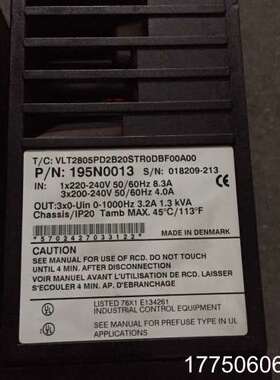 T/C: VLT2805PD2B20STR0DBF00A00
P/N: 195N0013 S/N: 018209-213
IN: 1x220-240V 50/60Hz 8.3A
3x200-240V 50/60Hz 4.0A
OUT:3x0-Uin 0-1000Hz 3.2A 1.3 kVA
Chassis/IP20 Tamb MAX. 45°C/113°F
*5702427033122*
MADE IN DENMARK
CAUTION
SEE MANUAL FOR USE OF RCD. DO NOT TOUCH
UNTIL 4 MIN. AFTER DISCONNECTION
VOIR MANUEL AVANT L'UTILISATION DE RCD. LAISSER
S'ECOULER 4 MIN. AP
LISTED 76X1 E134261
INDUSTRIAL CONTROL EQUIPMENT
SEE MANUAL FOR PREFUSE TYPE IN UL
17750606